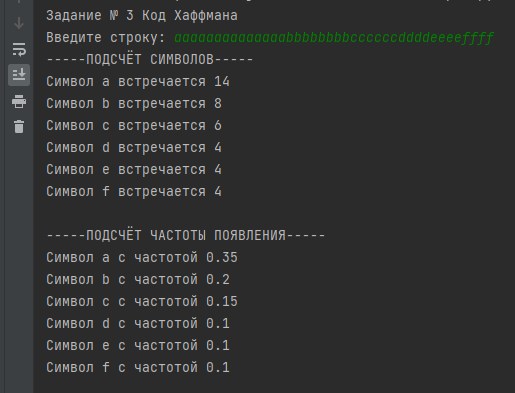 Задание № 3 Код Хаффмана
Введите строку: aaaaaaaaaaaaaabbbbbbbbccccccddddeeeeffff
-----ПОДСЧЁТ СИМВОЛОВ-----
Символ a встречается 14
Символ b встречается 8
Символ c встречается 6
Символ d встречается 4
Символ e встречается 4
Символ f встречается 4
-----ПОДСЧЁТ ЧАСТОТЫ ПОЯВЛЕНИЯ-----
Символ a с частотой 0.35
Символ b с частотой 0.2
Символ c с частотой 0.15
Символ d с частотой 0.1
Символ e с частотой 0.1
Символ f с частотой 0.1